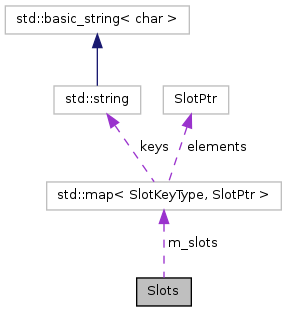 std::basic_string< char >
std::string
SlotPtr
keys
elements
std::map< SlotKeyType, SlotPtr >
m_slots
Slots